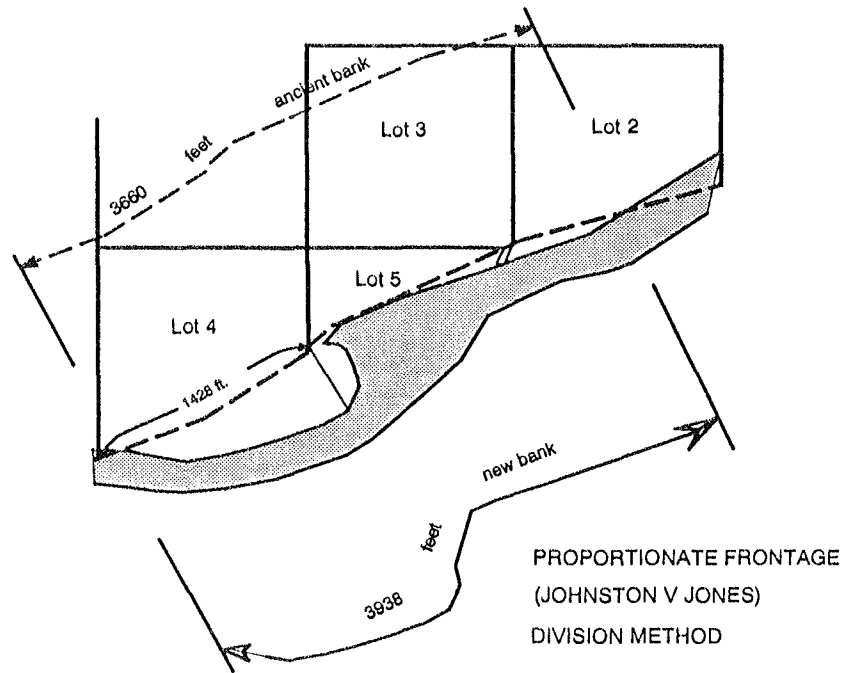 ancient bank
3660 feet
Lot 3
Lot 2
Lot 5
Lot 4
1428 ft.
new bank
3938 feet
PROPORTIONATE FRONTAGE
(JOHNSTON V JONES)
DIVISION METHOD